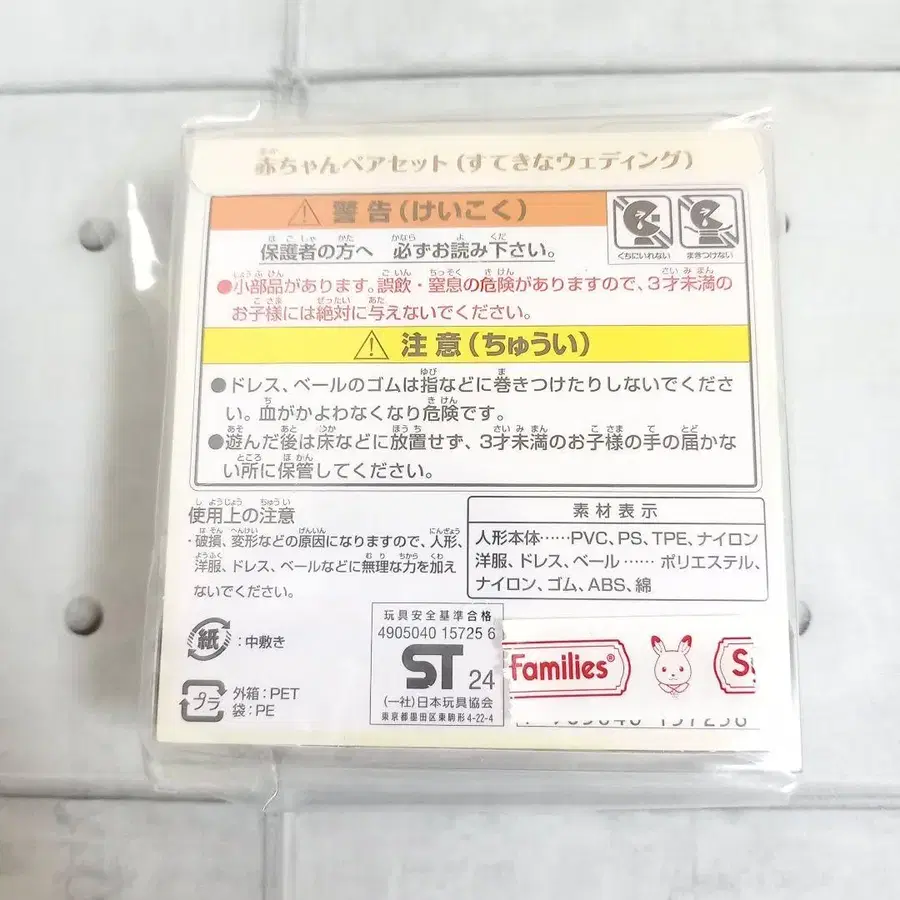 赤ちゃんペアセット(すてきなウェディング)
⚠ 警告(けいこく)
くちにいれない
まきつけない
保護者の方へ 必ずお読み下さい。
●小部品があります。誤飲・窒息の危険がありますので、3才未満の
お子様には絶対に与えないでください。
⚠ 注意(ちゅうい)
●ドレス、ベールのゴムは指などに巻きつけたりしないでくださ
い。血がかよわなくなり危険です。
●遊んだ後は床などに放置せず、3才未満のお子様の手の届かな
い所に保管してください。
使用上の注意
・破損、変形などの原因になりますので、人形、
洋服、ドレス、ベールなどに無理な力を加え
ないでください。
素材表示
人形本体……PVC、PS、TPE、ナイロン
洋服、ドレス、ベール……ポリエステル、
ナイロン、ゴム、ABS、綿
紙:中敷き
プラ
外箱:PET
袋:PE
玩具安全基準合格
4905040 15725 6
ST 24
(一社)日本玩具協会
東京都墨田区東駒形4-22-4
Families®
S